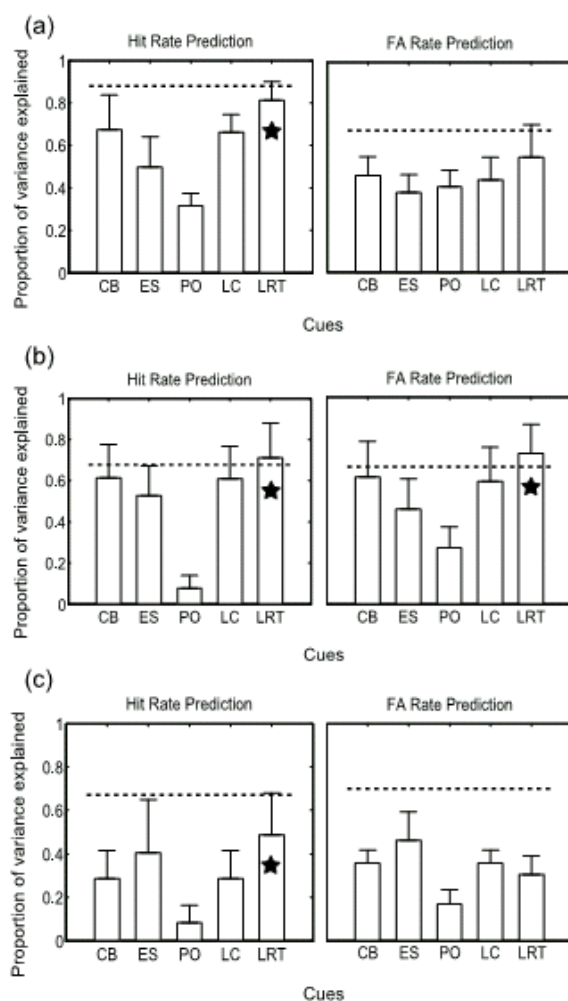 (a)
Hit Rate Prediction
FA Rate Prediction
Proportion of variance explained
1
0.8
0.6
0.4
0.2
0
CB ES PO LC LRT
CB ES PO LC LRT
Cues
(b)
Hit Rate Prediction
FA Rate Prediction
Proportion of variance explained
1
0.8
0.6
0.4
0.2
0
CB ES PO LC LRT
CB ES PO LC LRT
Cues
(c)
Hit Rate Prediction
FA Rate Prediction
Proportion of variance explained
1
0.8
0.6
0.4
0.2
0
CB ES PO LC LRT
CB ES PO LC LRT
Cues